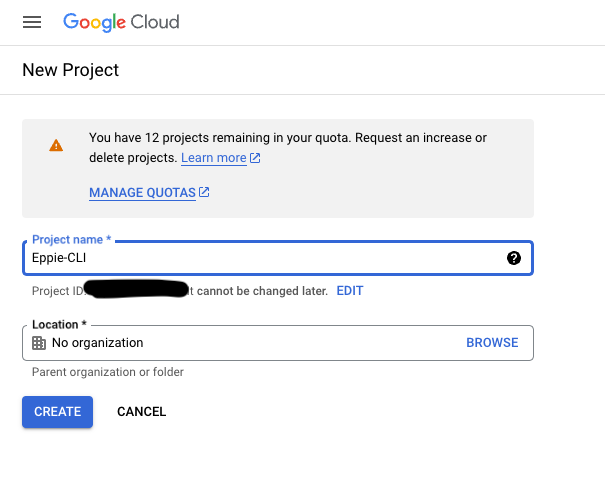 Google Cloud
New Project
You have 12 projects remaining in your quota. Request an increase or
delete projects. Learn more
MANAGE QUOTAS
Project name *
Eppie-CLI
Project ID: t cannot be changed later. EDIT
Location *
No organization BROWSE
Parent organization or folder
CREATE CANCEL